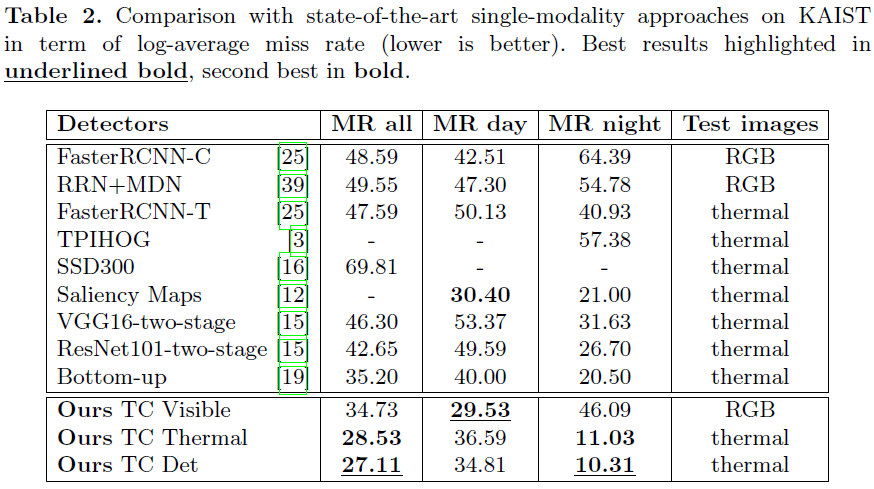 Table 2. Comparison with state-of-the-art single-modality approaches on KAIST
in term of log-average miss rate (lower is better). Best results highlighted in
underlined bold, second best in bold.
Detectors MR all MR day MR night Test images
FasterRCNN-C [25] 48.59 42.51 64.39 RGB
RRN+MDN [39] 49.55 47.30 54.78 RGB
FasterRCNN-T [25] 47.59 50.13 40.93 thermal
TPIHOG [3] - - 57.38 thermal
SSD300 [16] 69.81 - - thermal
Saliency Maps [12] - 30.40 21.00 thermal
VGG16-two-stage [15] 46.30 53.37 31.63 thermal
ResNet101-two-stage [15] 42.65 49.59 26.70 thermal
Bottom-up [19] 35.20 40.00 20.50 thermal
Ours TC Visible 34.73 29.53 46.09 RGB
Ours TC Thermal 28.53 36.59 11.03 thermal
Ours TC Det 27.11 34.81 10.31 thermal